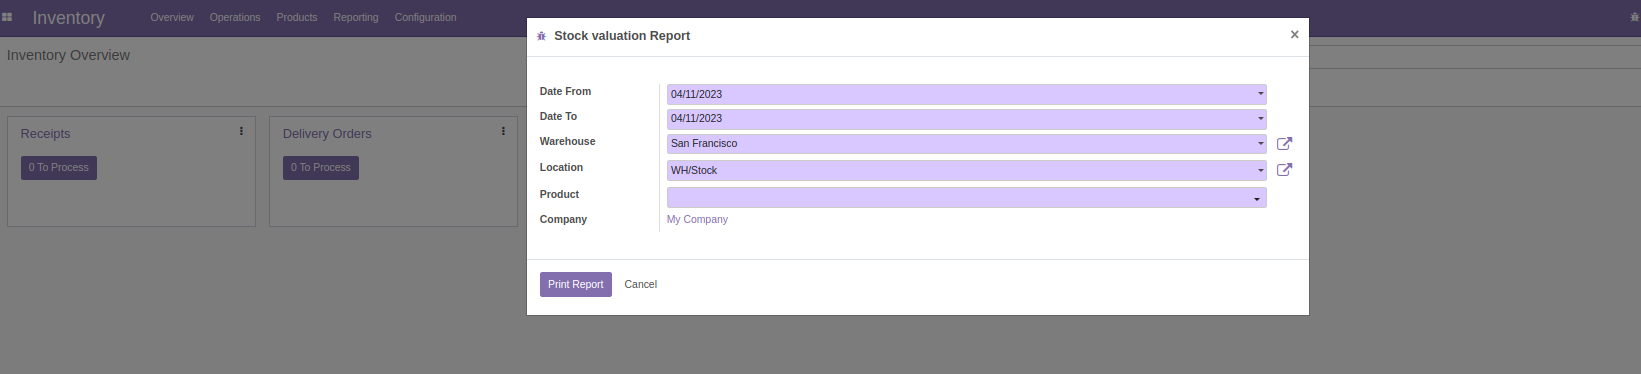 Inventory Overview Operations Products Reporting Configuration
Inventory Overview
Receipts
0 To Process
Delivery Orders
0 To Process
Stock valuation Report ×
Date From 04/11/2023
Date To 04/11/2023
Warehouse San Francisco
Location WH/Stock
Product
Company My Company
Print Report Cancel